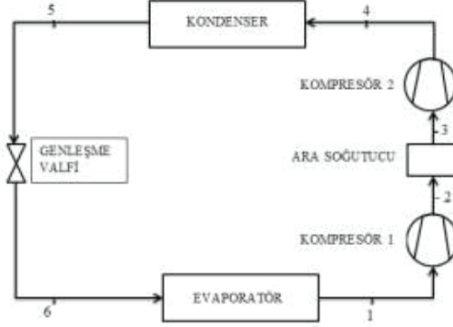 5
KONDENSER
4
KOMPRESÖR 2
3
GENLEŞME
VALFİ
ARA SOĞUTUCU
2
KOMPRESÖR 1
6
EVAPORATÖR
1